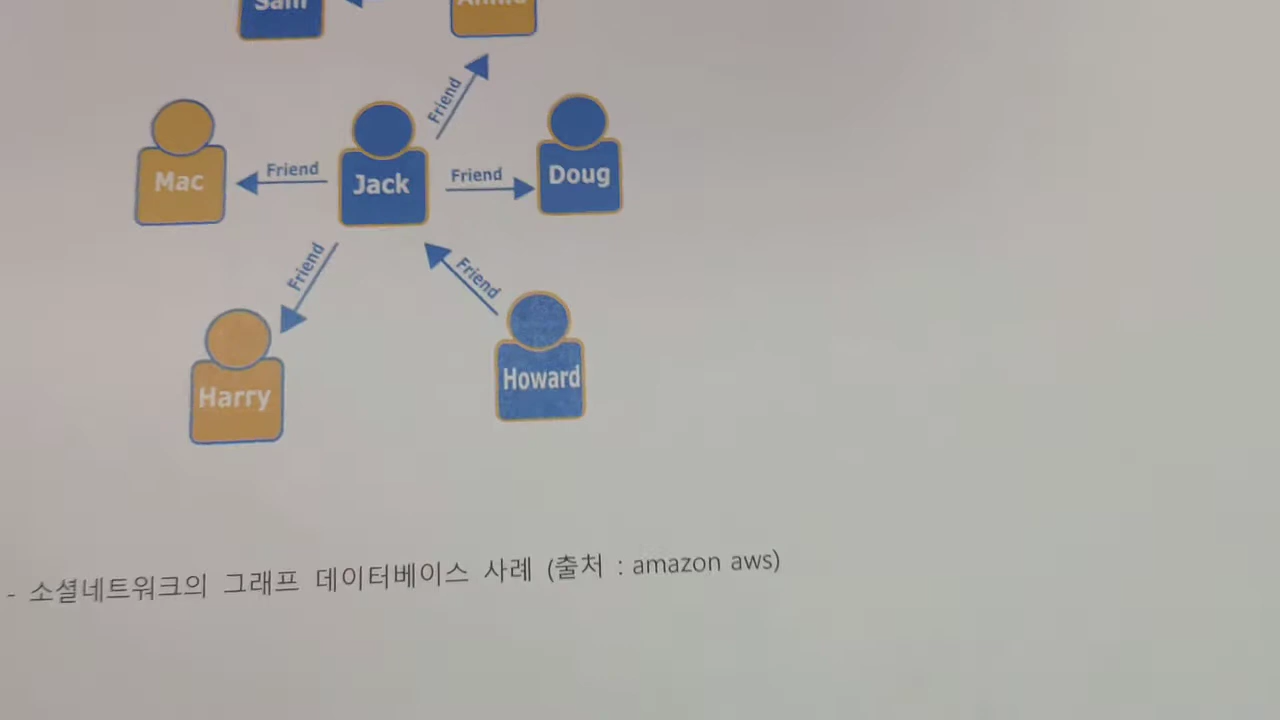 Sam
Friend
Mac
Friend
Jack
Friend
Doug
Friend
Friend
Harry
Howard
- 소셜네트워크의 그래프 데이터베이스 사례 (출처 : amazon aws)